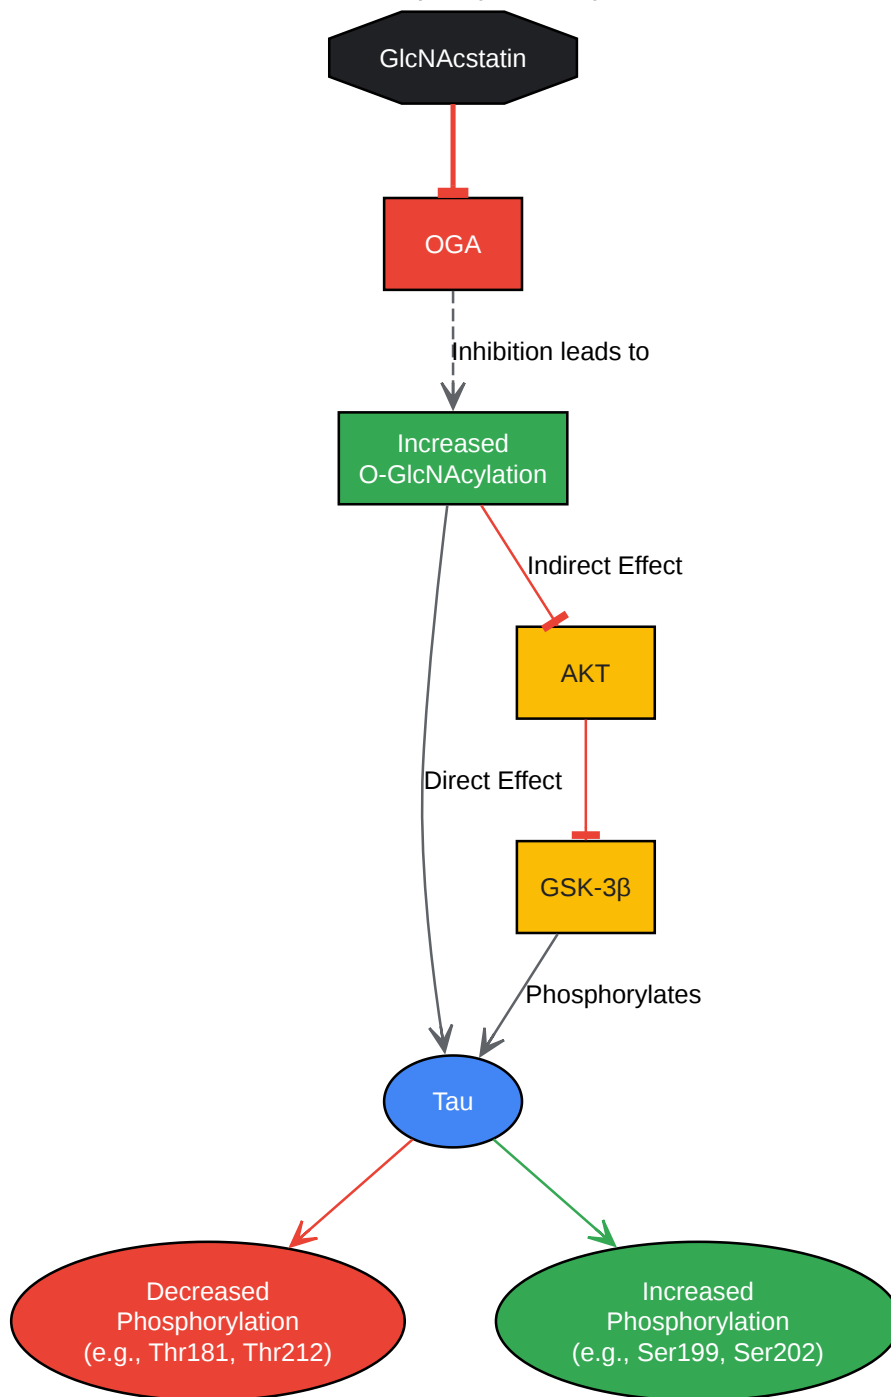 GlcNAcstatin
OGA
Inhibition leads to
Increased
O-GlcNAcylation
Indirect Effect
AKT
Direct Effect
GSK-3β
Phosphorylates
Tau
Decreased
Phosphorylation
(e.g., Thr181, Thr212)
Increased
Phosphorylation
(e.g., Ser199, Ser202)